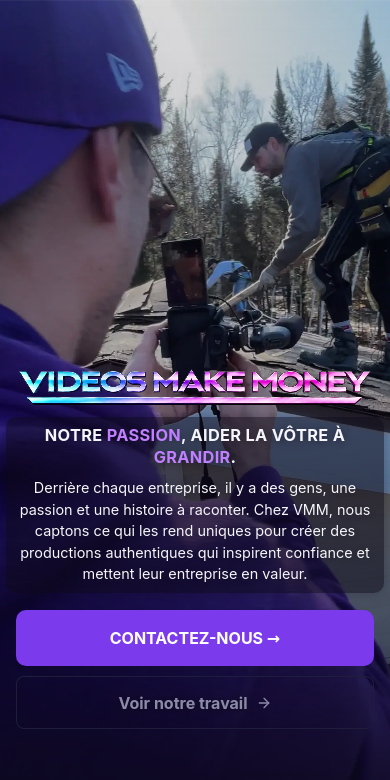 VIDEOS MAKE MONEY
NOTRE PASSION, AIDER LA VÔTRE À
GRANDIR.
Derrière chaque entreprise, il y a des gens, une
passion et une histoire à raconter. Chez VMM, nous
captons ce qui les rend uniques pour créer des
productions authentiques qui inspirent confiance et
mettent leur entreprise en valeur.
CONTACTEZ-NOUS →
Voir notre travail →